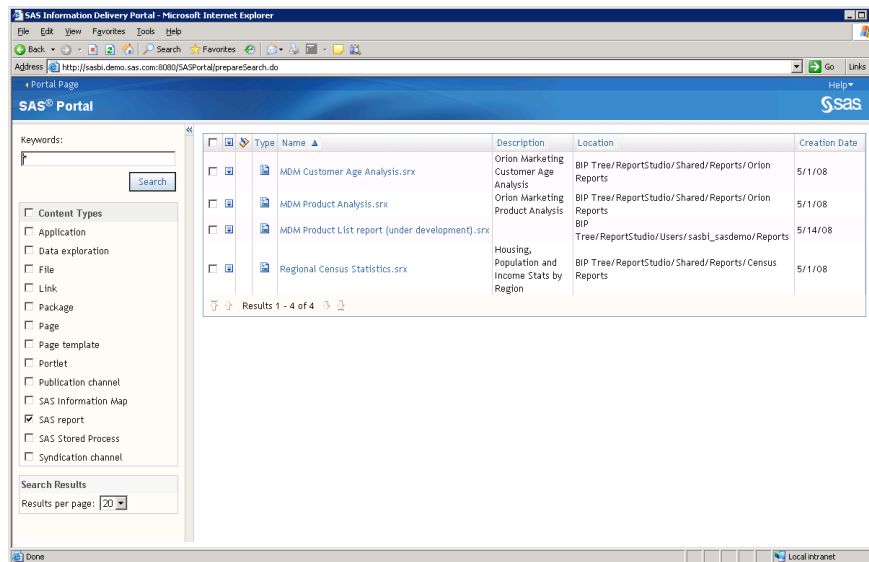 SAS Information Delivery Portal - Microsoft Internet Explorer
File Edit View Favorites Tools Help
Back Search Favorites
Address http://sasbi.demo.sas.com:8080/SASPortal/prepareSearch.do Go Links
Portal Page Help
SAS® Portal sas
Keywords:
*
Search
Content Types
Application
Data exploration
File
Link
Package
Page
Page template
Portlet
Publication channel
SAS Information Map
SAS report
SAS Stored Process
Syndication channel
Search Results
Results per page: 20
Type Name Description Location Creation Date
MDM Customer Age Analysis.srx
Orion Marketing
Customer Age
Analysis
BIP Tree/ReportStudio/Shared/Reports/Orion
Reports
5/1/08
MDM Product Analysis.srx
Orion Marketing
Product Analysis
BIP Tree/ReportStudio/Shared/Reports/Orion
Reports
5/1/08
MDM Product List report (under development).srx
BIP
Tree/ReportStudio/Users/sasbi_sasdemo/Reports
5/14/08
Regional Census Statistics.srx
Housing,
Population and
Income Stats by
Region
BIP Tree/ReportStudio/Shared/Reports/Census
Reports
5/1/08
Results 1 - 4 of 4
Done Local intranet